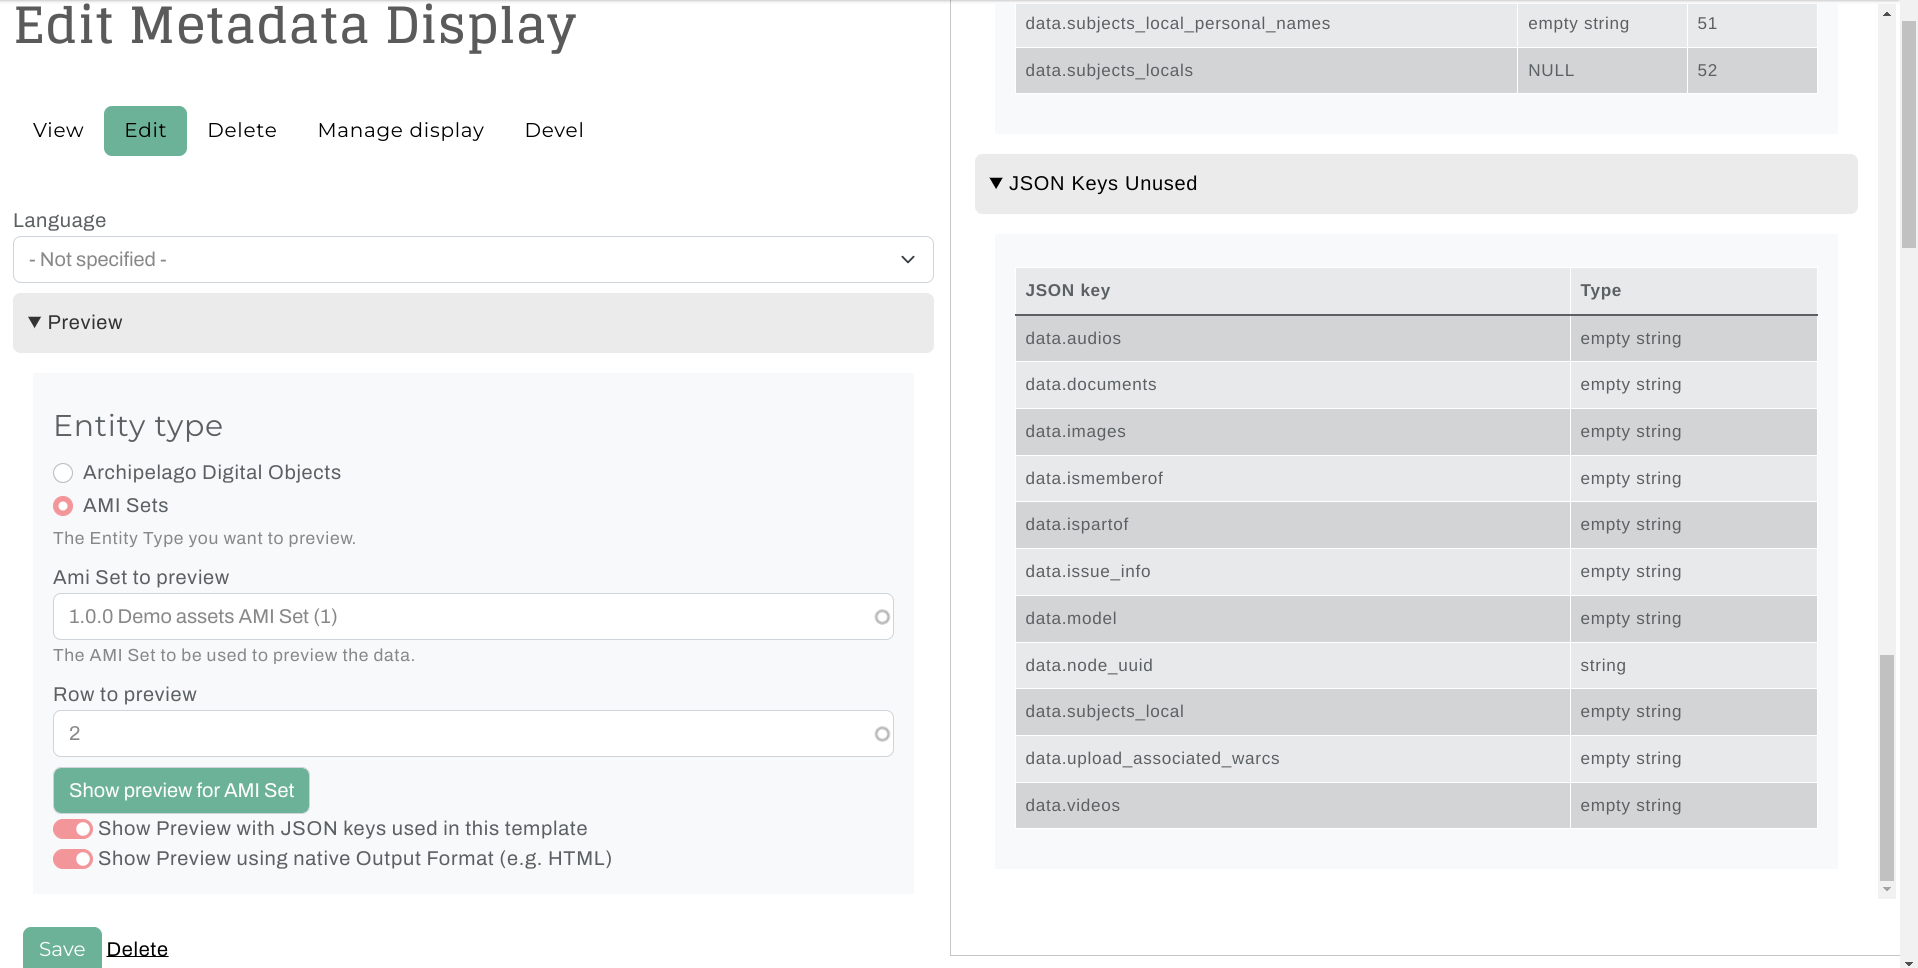 Edit Metadata Display
View Edit Delete Manage display Devel
Language
- Not specified -
Preview
Entity type
Archipelago Digital Objects
AMI Sets
The Entity Type you want to preview.
Ami Set to preview
1.0.0 Demo assets AMI Set (1)
The AMI Set to be used to preview the data.
Row to preview
2
Show preview for AMI Set
Show Preview with JSON keys used in this template
Show Preview using native Output Format (e.g. HTML)
Save Delete
data.subjects_local_personal_names empty string 51
data.subjects_locals NULL 52
JSON Keys Unused
JSON key Type
data.audios empty string
data.documents empty string
data.images empty string
data.ismemberof empty string
data.ispartof empty string
data.issue_info empty string
data.model empty string
data.node_uuid string
data.subjects_local empty string
data.upload_associated_warcs empty string
data.videos empty string